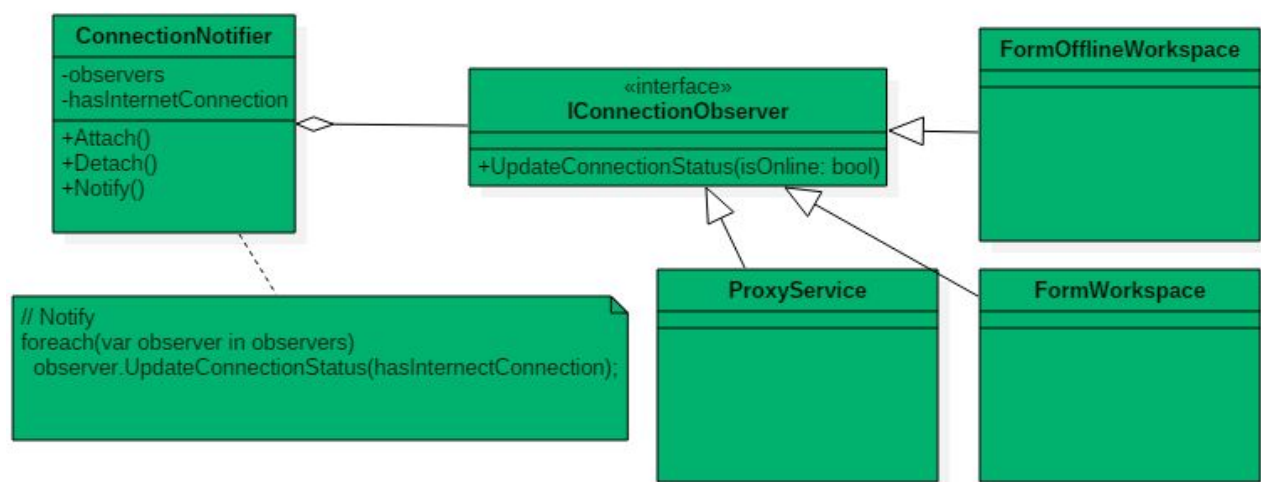 ConnectionNotifier
-observers
-hasInternetConnection
+Attach()
+Detach()
+Notify()
«interface»
IConnectionObserver
+UpdateConnectionStatus(isOnline: bool)
FormOfflineWorkspace
// Notify
foreach(var observer in observers)
observer.UpdateConnectionStatus(hasInternectConnection);
ProxyService
FormWorkspace